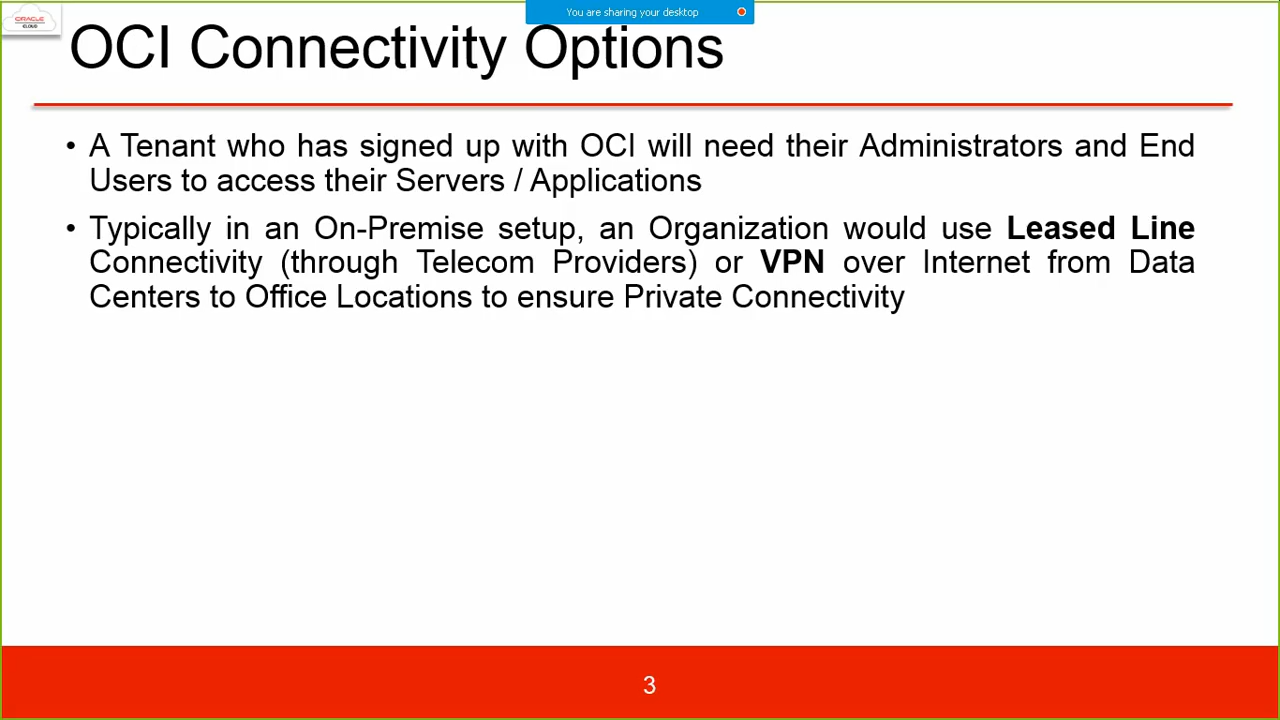 You are sharing your desktop
ORACLE
CLOUD
OCI Connectivity Options
• A Tenant who has signed up with OCI will need their Administrators and End
Users to access their Servers / Applications
• Typically in an On-Premise setup, an Organization would use Leased Line
Connectivity (through Telecom Providers) or VPN over Internet from Data
Centers to Office Locations to ensure Private Connectivity
3